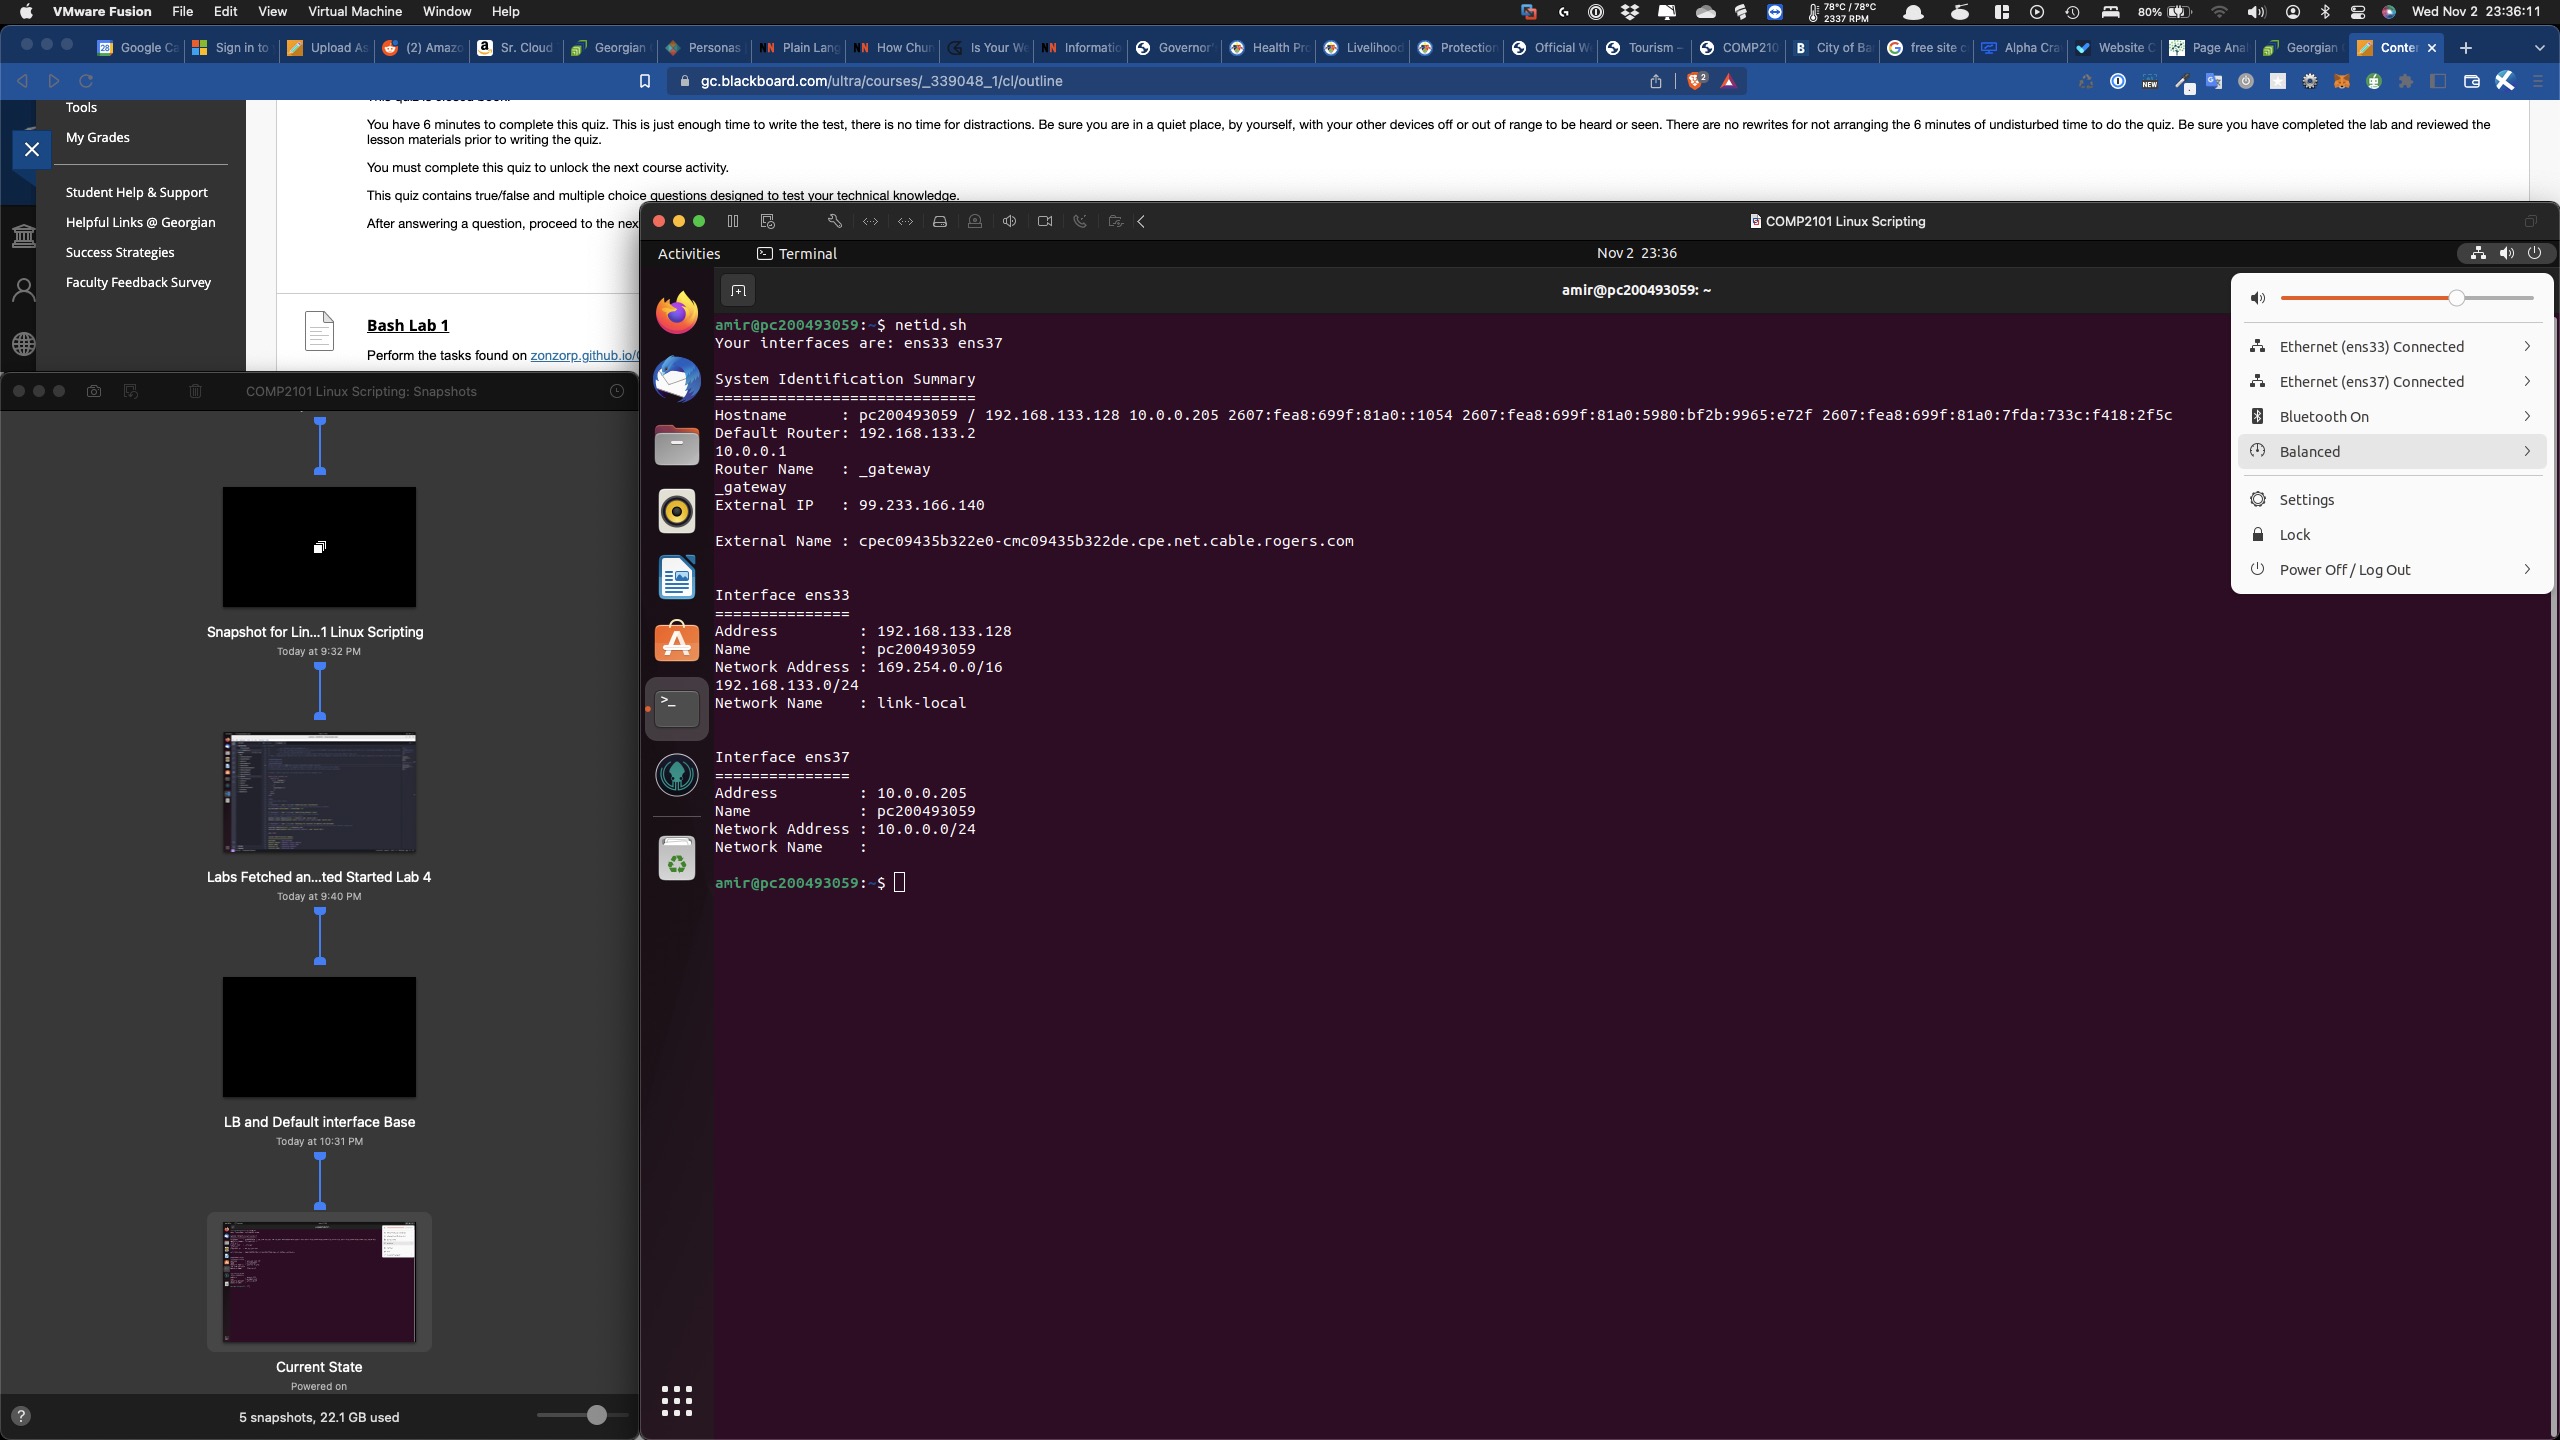 VMware Fusion File Edit View Virtual Machine Window Help
78°C / 78°C
2337 RPM
80%
Wed Nov 2 23:36:11
28 Google Ca
Sign in to
Upload As
(2) Amazo
Sr. Cloud
Georgian
Personas
Plain Lang
How Chur
Is Your We
Informatio
Governor'
Health Pro
Livelihood
Protection
Official W
Tourism –
COMP210
City of Ba
free site c
Alpha Cra
Website C
Page Anal
Georgian
Conte
gc.blackboard.com/ultra/courses/_339048_1/cl/outline
2
NEW
Tools
My Grades
Student Help & Support
Helpful Links @ Georgian
Success Strategies
Faculty Feedback Survey
This quiz is closed book.
You have 6 minutes to complete this quiz. This is just enough time to write the test, there is no time for distractions. Be sure you are in a quiet place, by yourself, with your other devices off or out of range to be heard or seen. There are no rewrites for not arranging the 6 minutes of undisturbed time to do the quiz. Be sure you have completed the lab and reviewed the
lesson materials prior to writing the quiz.
You must complete this quiz to unlock the next course activity.
This quiz contains true/false and multiple choice questions designed to test your technical knowledge.
After answering a question, proceed to the nex
Bash Lab 1
Perform the tasks found on zonzorp.github.io/
COMP2101 Linux Scripting: Snapshots
Snapshot for Lin...1 Linux Scripting
Today at 9:32 PM
Labs Fetched an...ted Started Lab 4
Today at 9:40 PM
LB and Default interface Base
Today at 10:31 PM
Current State
Powered on
5 snapshots, 22.1 GB used
COMP2101 Linux Scripting
Activities
Terminal
Nov 2 23:36
amir@pc200493059: ~
amir@pc200493059:~$ netid.sh
Your interfaces are: ens33 ens37
System Identification Summary
=============================
Hostname      : pc200493059 / 192.168.133.128 10.0.0.205 2607:fea8:699f:81a0::1054 2607:fea8:699f:81a0:5980:bf2b:9965:e72f 2607:fea8:699f:81a0:7fda:733c:f418:2f5c
Default Router: 192.168.133.2
10.0.0.1
Router Name   : _gateway
_gateway
External IP   : 99.233.166.140
External Name : cpec09435b322e0-cmc09435b322de.cpe.net.cable.rogers.com
Interface ens33
===============
Address         : 192.168.133.128
Name            : pc200493059
Network Address : 169.254.0.0/16
192.168.133.0/24
Network Name    : link-local
Interface ens37
===============
Address         : 10.0.0.205
Name            : pc200493059
Network Address : 10.0.0.0/24
Network Name    :
amir@pc200493059:~$
Ethernet (ens33) Connected
Ethernet (ens37) Connected
Bluetooth On
Balanced
Settings
Lock
Power Off / Log Out